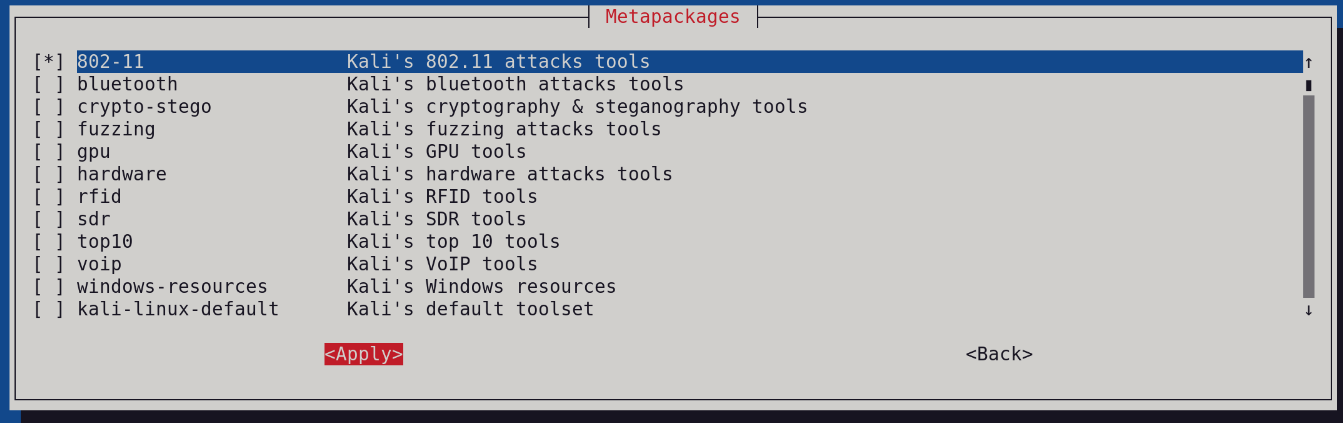 Metapackages
[*] 802-11 Kali's 802.11 attacks tools ↑
[ ] bluetooth Kali's bluetooth attacks tools
[ ] crypto-stego Kali's cryptography & steganography tools
[ ] fuzzing Kali's fuzzing attacks tools
[ ] gpu Kali's GPU tools
[ ] hardware Kali's hardware attacks tools
[ ] rfid Kali's RFID tools
[ ] sdr Kali's SDR tools
[ ] top10 Kali's top 10 tools
[ ] voip Kali's VoIP tools
[ ] windows-resources Kali's Windows resources
[ ] kali-linux-default Kali's default toolset ↓
<Apply> <Back>